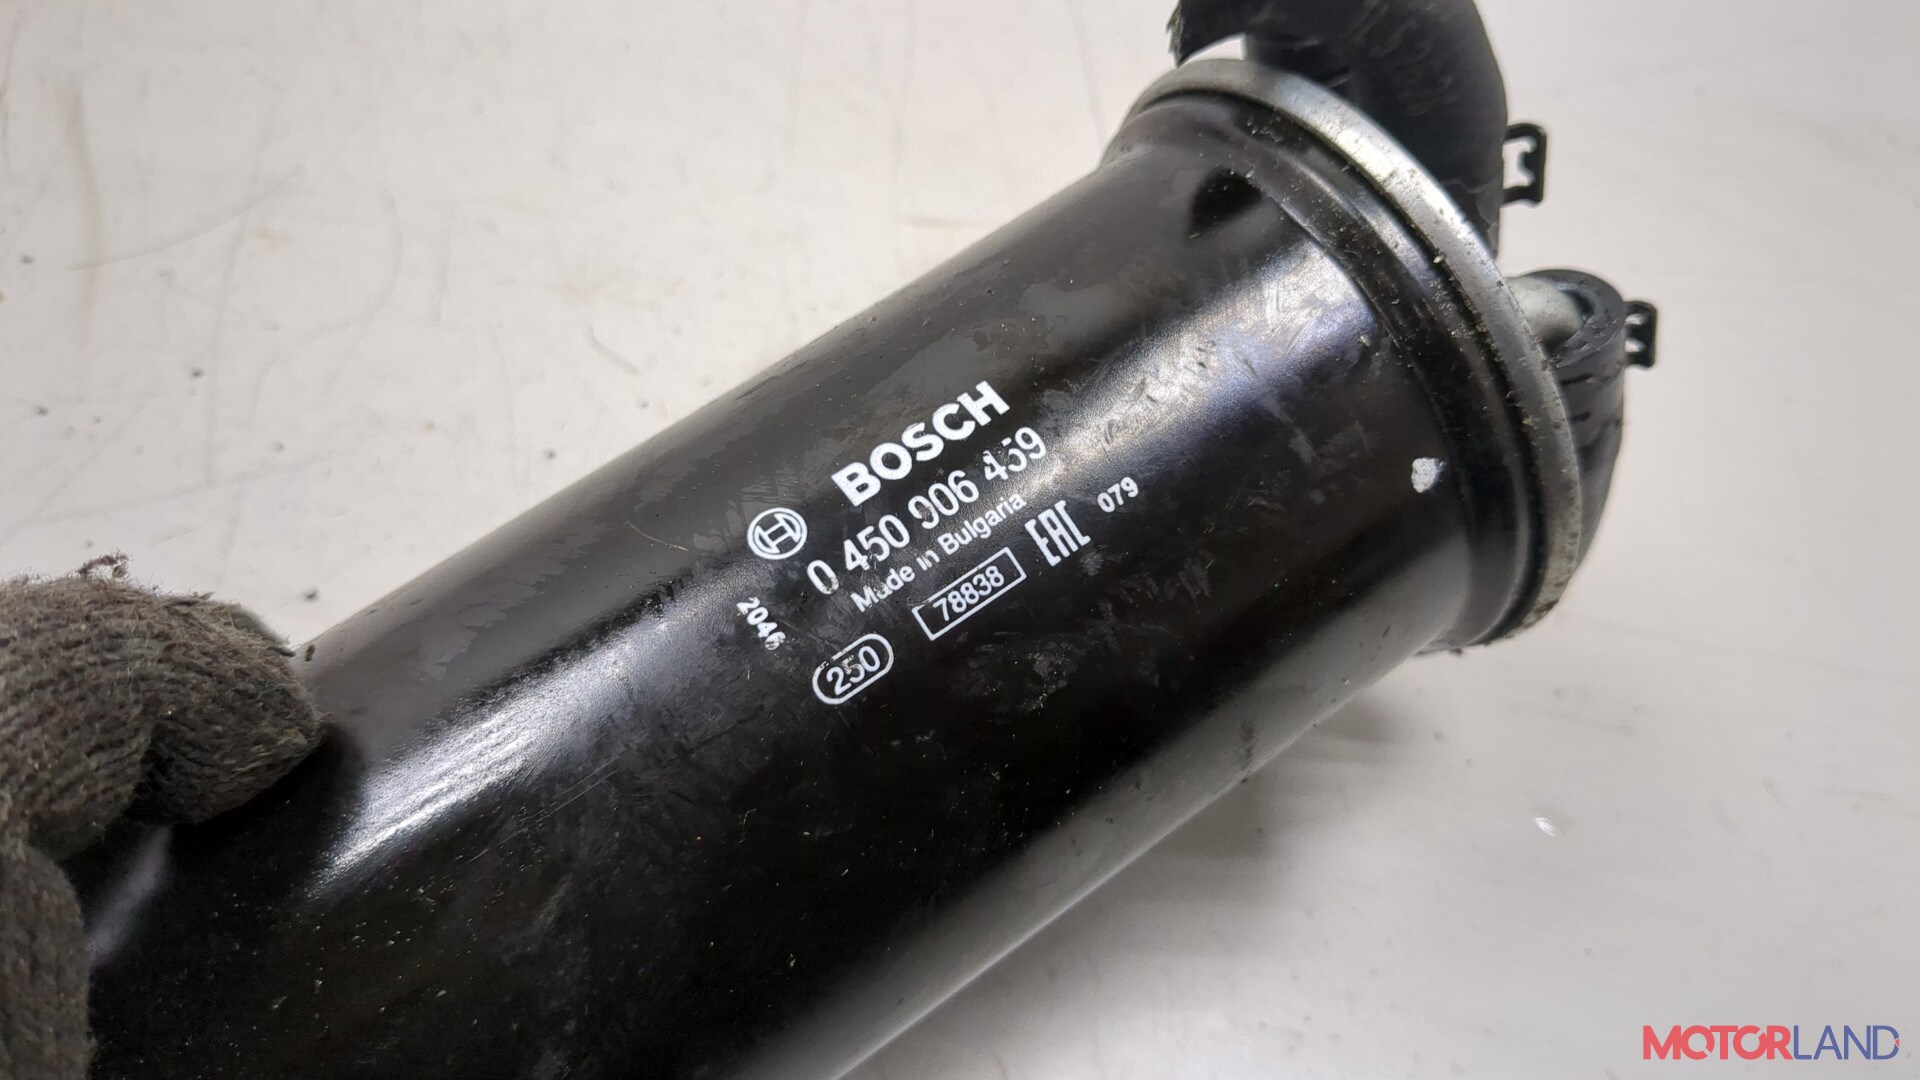 BOSCH
0 450 906 459
Made in Bulgaria
2046
250
78838
EAC
079
MOTORLAND